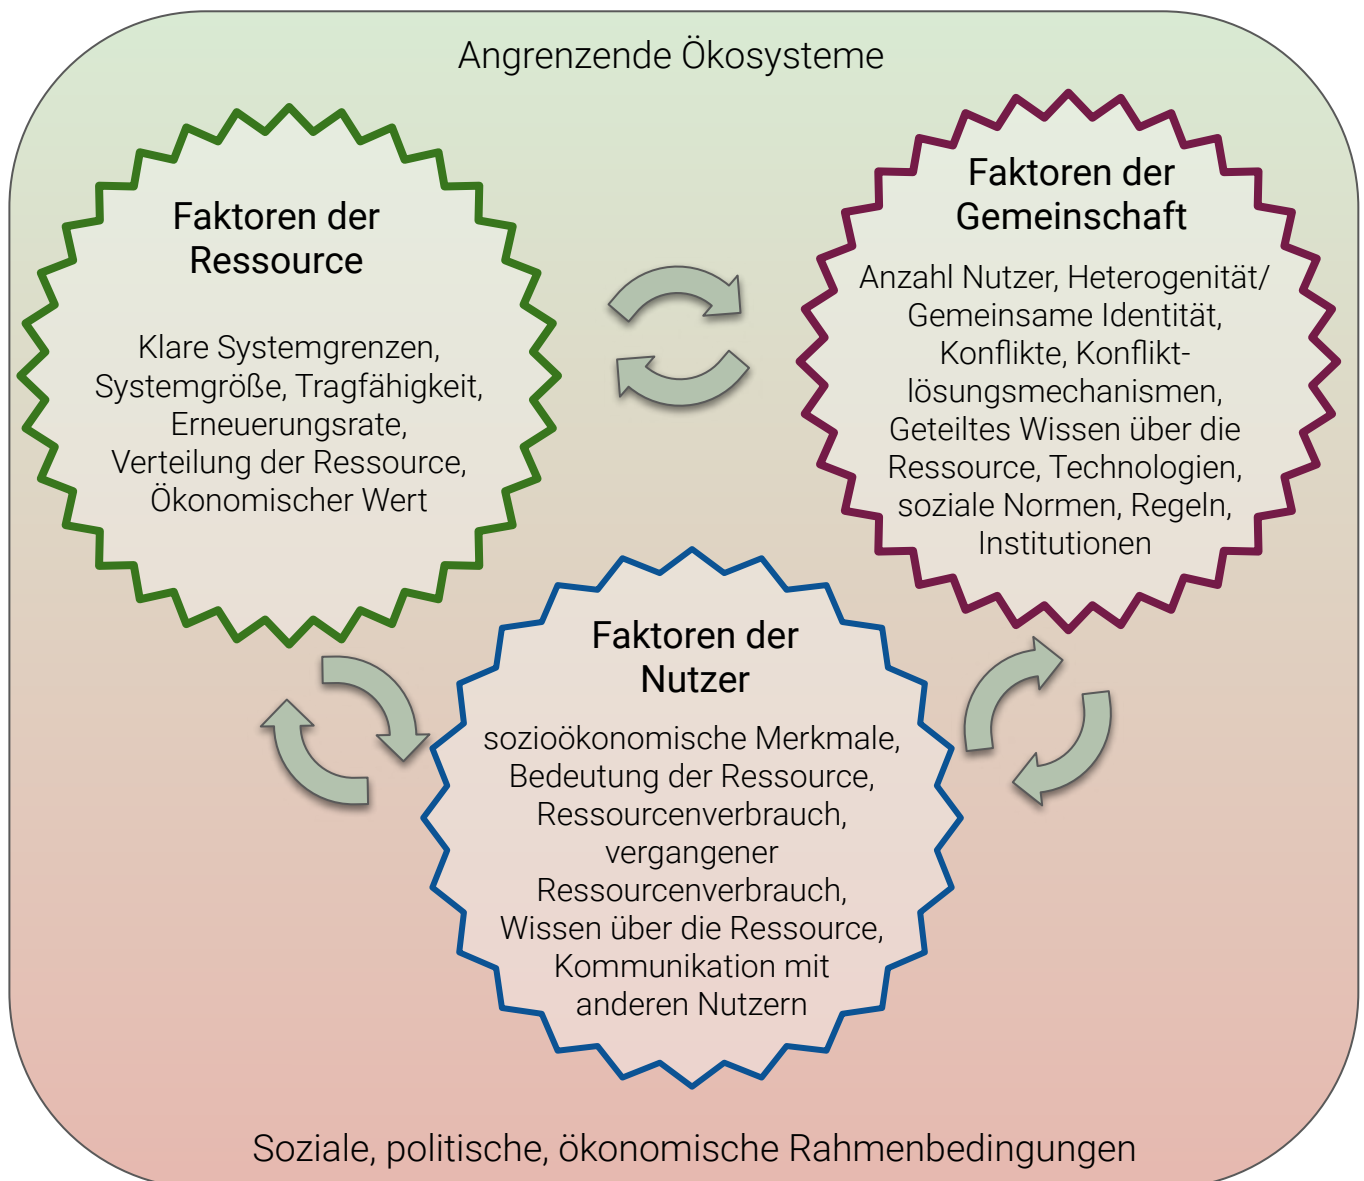 Angrenzende Ökosysteme
Faktoren der
Ressource
Klare Systemgrenzen,
Systemgröße, Tragfähigkeit,
Erneuerungsrate,
Verteilung der Ressource,
Ökonomischer Wert
Faktoren der
Gemeinschaft
Anzahl Nutzer, Heterogenität/
Gemeinsame Identität,
Konflikte, Konflikt-
lösungsmechanismen,
Geteiltes Wissen über die
Ressource, Technologien,
soziale Normen, Regeln,
Institutionen
Faktoren der
Nutzer
sozioökonomische Merkmale,
Bedeutung der Ressource,
Ressourcenverbrauch,
vergangener
Ressourcenverbrauch,
Wissen über die Ressource,
Kommunikation mit
anderen Nutzern
Soziale, politische, ökonomische Rahmenbedingungen